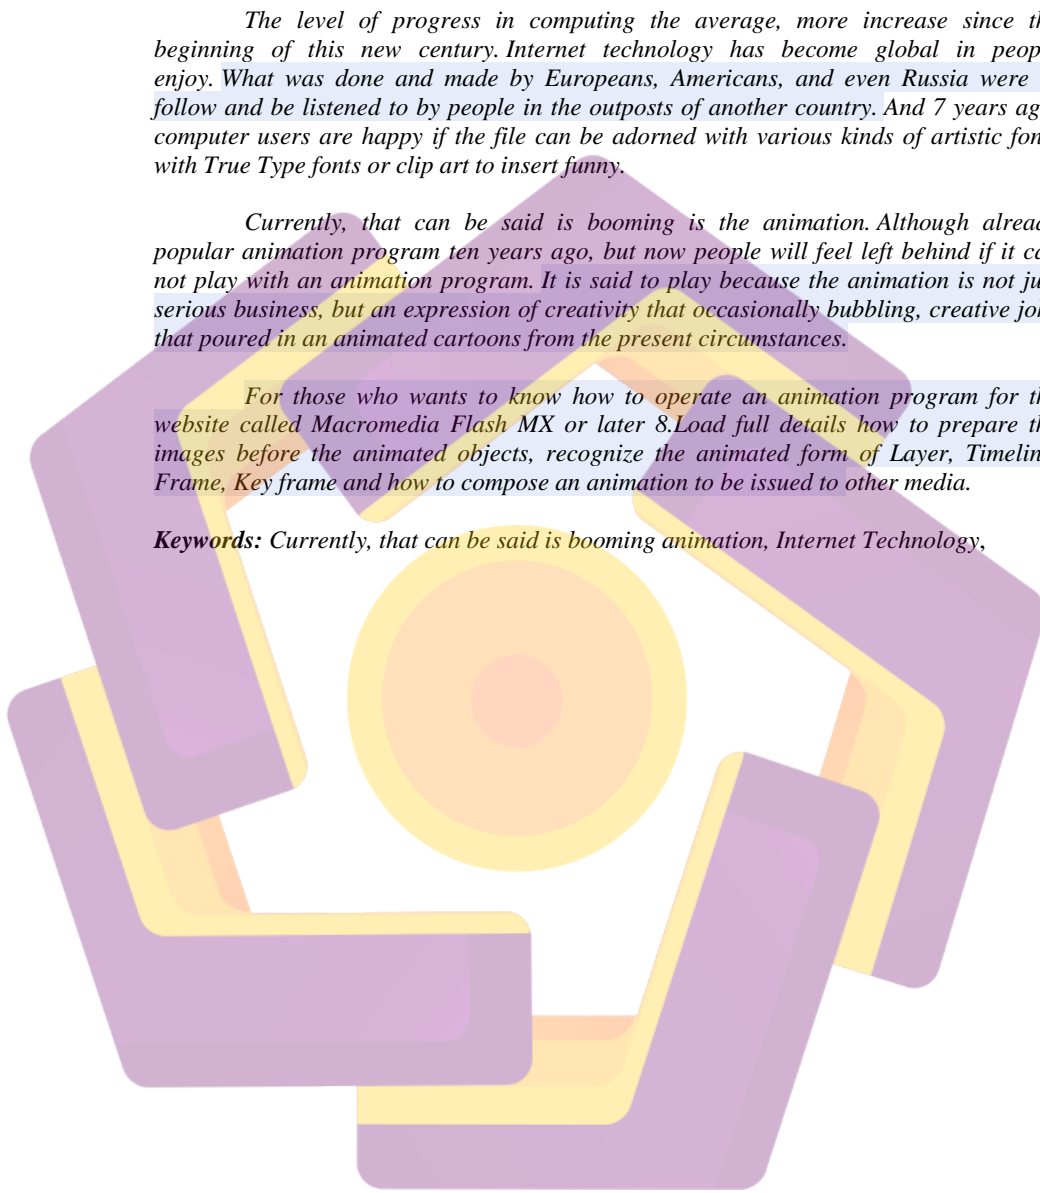 The level of progress in computing the average, more increase since th
beginning of this new century. Internet technology has become global in peop
enjoy. What was done and made by Europeans, Americans, and even Russia were
follow and be listened to by people in the outposts of another country. And 7 years ag
computer users are happy if the file can be adorned with various kinds of artistic fon
with True Type fonts or clip art to insert funny.
Currently, that can be said is booming is the animation. Although alread
popular animation program ten years ago, but now people will feel left behind if it ca
not play with an animation program. It is said to play because the animation is not ju
serious business, but an expression of creativity that occasionally bubbling, creative jok
that poured in an animated cartoons from the present circumstances.
For those who wants to know how to operate an animation program for th
website called Macromedia Flash MX or later 8.Load full details how to prepare th
images before the animated objects, recognize the animated form of Layer, Timelin
Frame, Key frame and how to compose an animation to be issued to other media.
Keywords: Currently, that can be said is booming animation, Internet Technology,